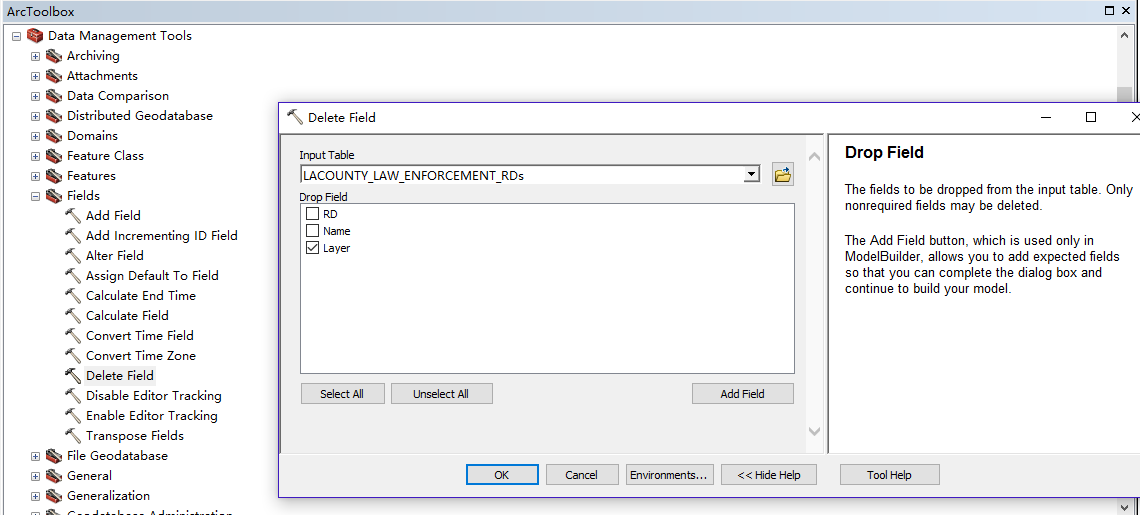 ArcToolbox
Data Management Tools
Archiving
Attachments
Data Comparison
Distributed Geodatabase
Domains
Feature Class
Features
Fields
Add Field
Add Incrementing ID Field
Alter Field
Assign Default To Field
Calculate End Time
Calculate Field
Convert Time Field
Convert Time Zone
Delete Field
Disable Editor Tracking
Enable Editor Tracking
Transpose Fields
File Geodatabase
General
Generalization
Geodatabase Administration
Delete Field
Input Table
LACOUNTY_LAW_ENFORCEMENT_RDs
Drop Field
RD
Name
Layer
Select All
Unselect All
Add Field
OK
Cancel
Environments...
<< Hide Help
Tool Help
Drop Field
The fields to be dropped from the input table. Only
nonrequired fields may be deleted.
The Add Field button, which is used only in
ModelBuilder, allows you to add expected fields
so that you can complete the dialog box and
continue to build your model.